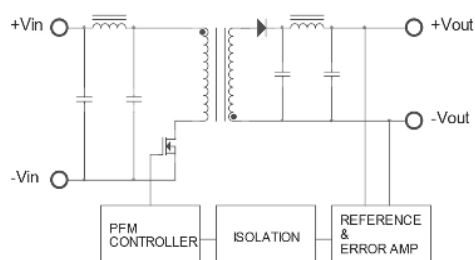 +Vin
+Vout
-Vout
-Vin
PFM
CONTROLLER
ISOLATION
REFERENCE
&
ERROR AMP